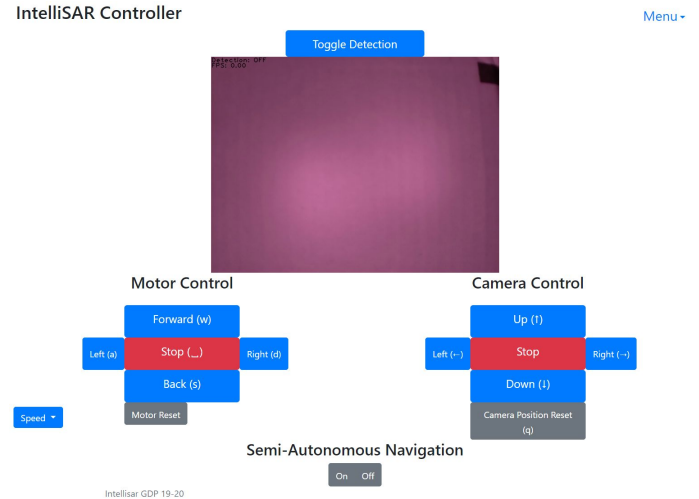 IntelliSAR Controller
Menu
Toggle Detection
Detection: OFF
FPS: 0.00
Motor Control
Camera Control
Forward (w)
Up (↑)
Left (a)
Stop (_)
Right (d)
Left (←)
Stop
Right (→)
Back (s)
Down (↓)
Speed
Motor Reset
Camera Position Reset
(q)
Semi-Autonomous Navigation
On Off
Intellisar GDP 19-20